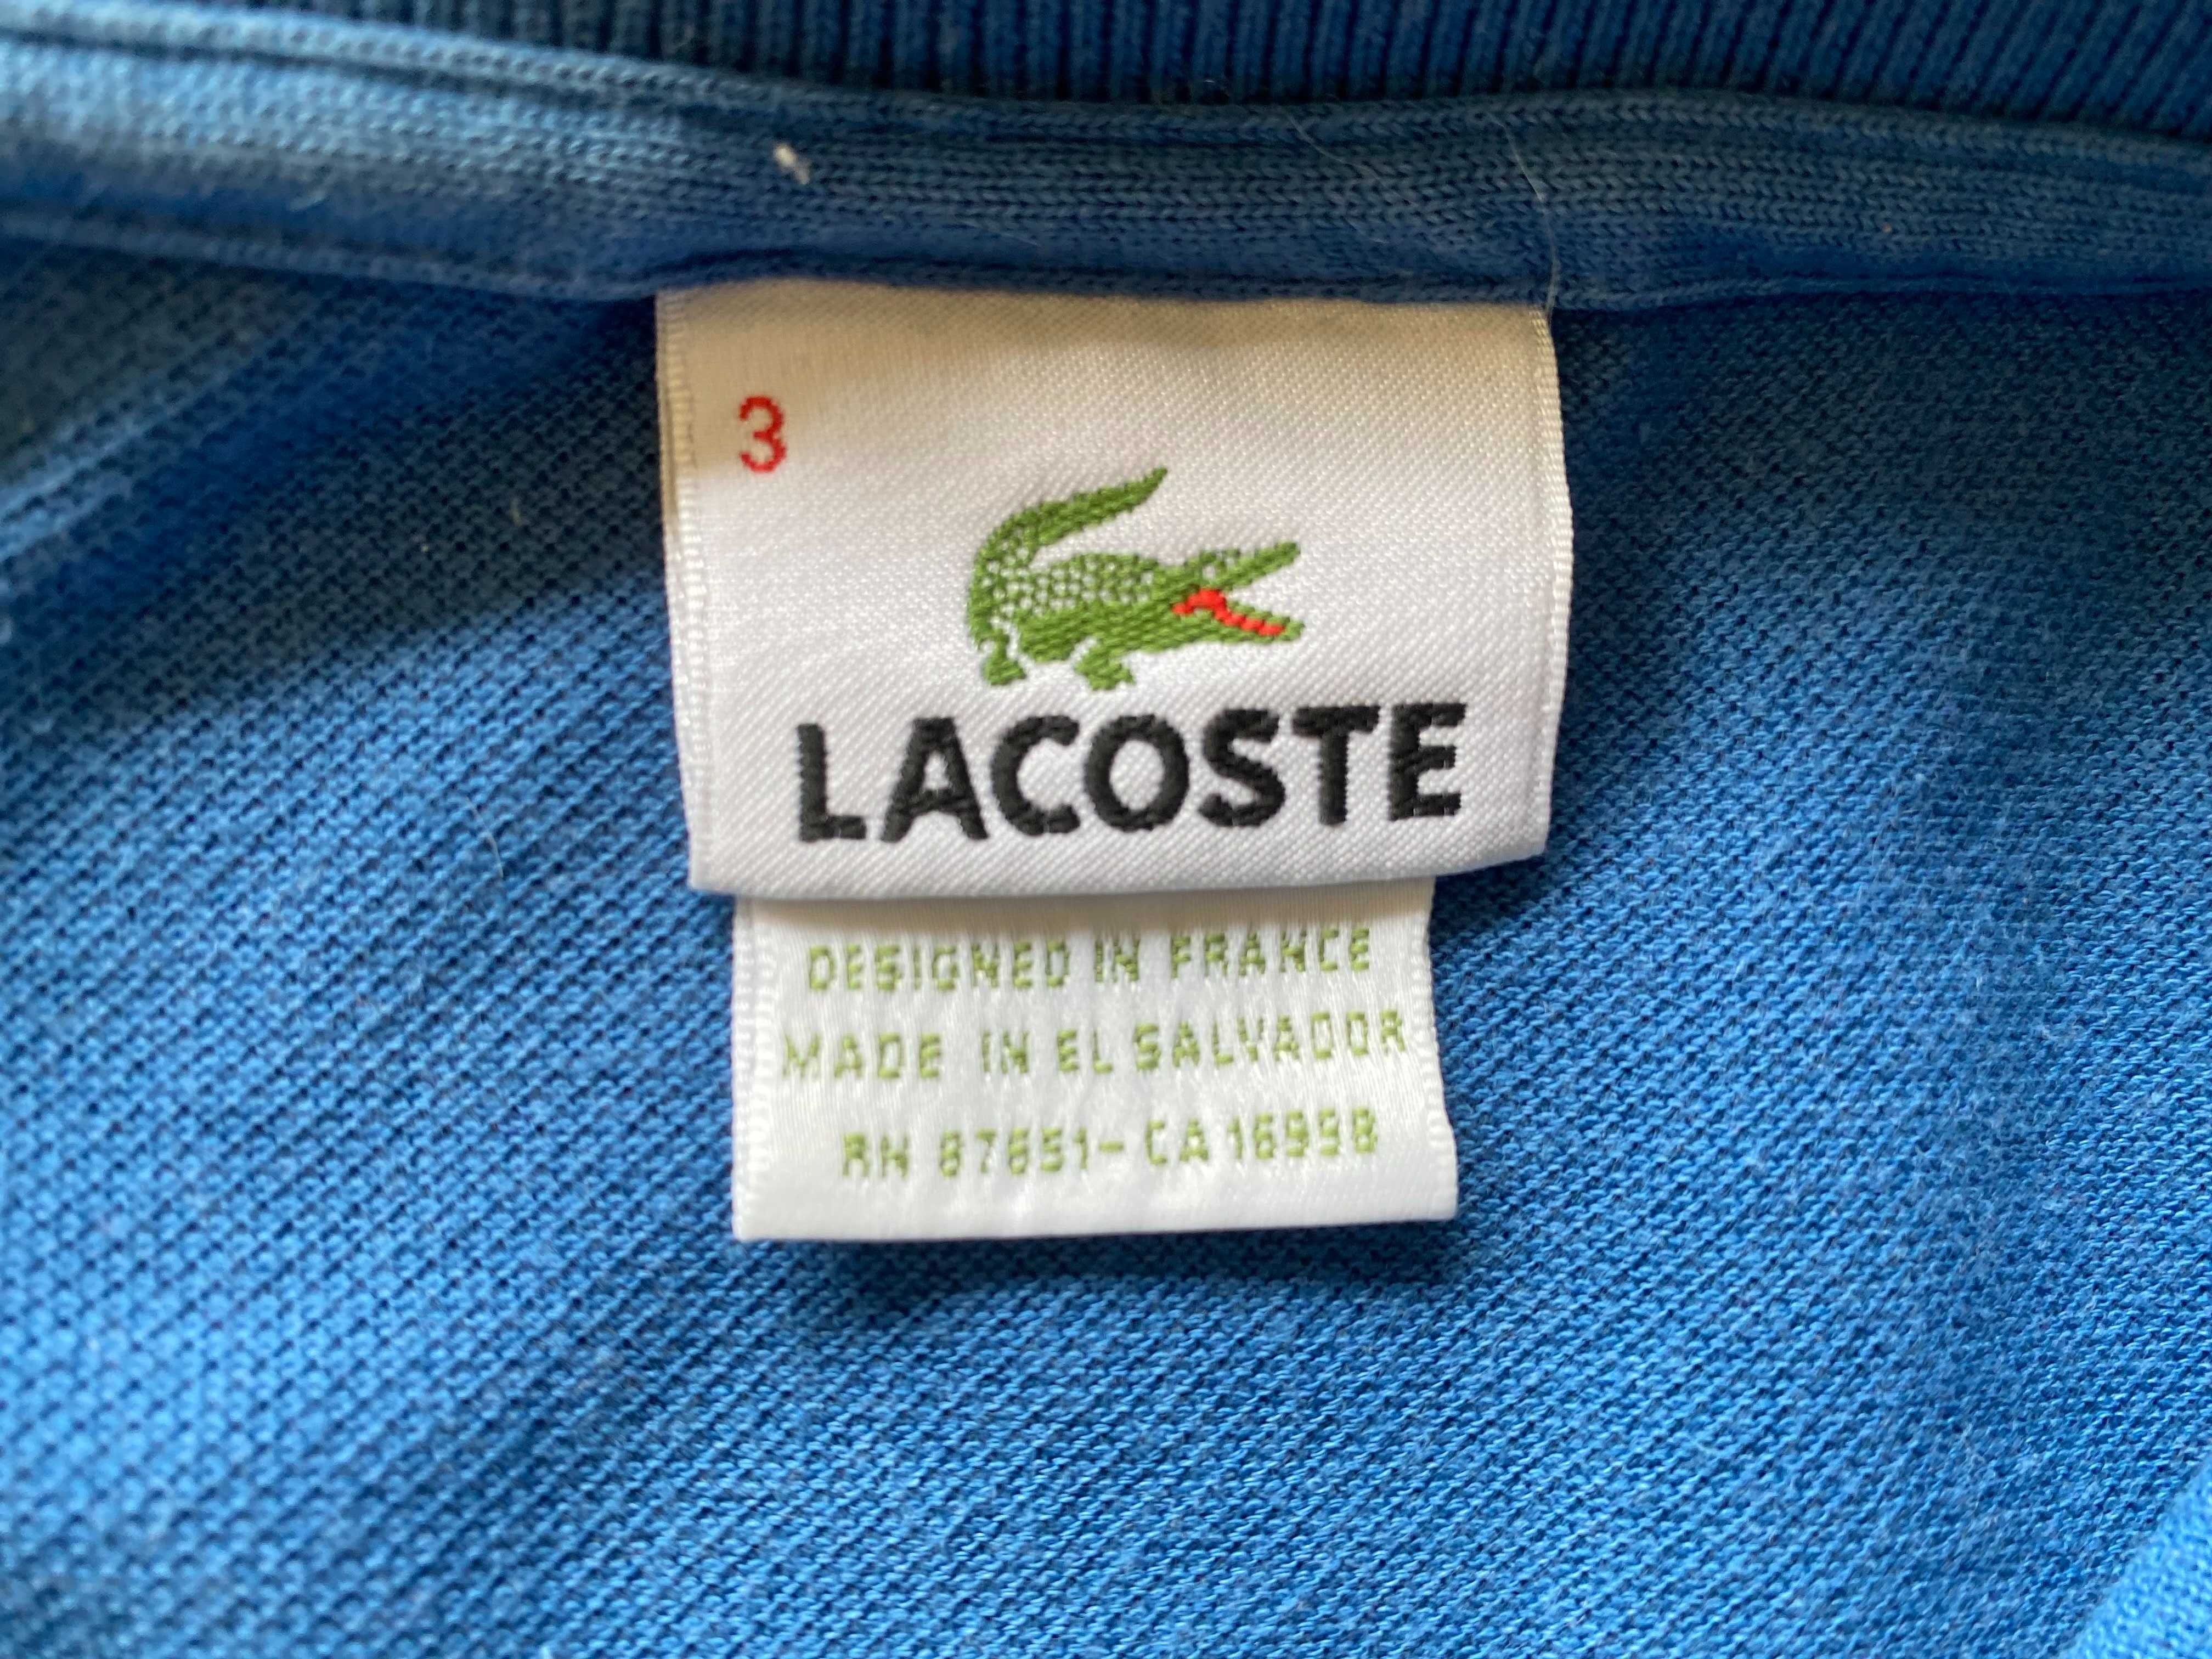 3
LACOSTE
DESIGNED IN FRANCE
MADE IN EL SALVADOR
RN 87651-CA 16998